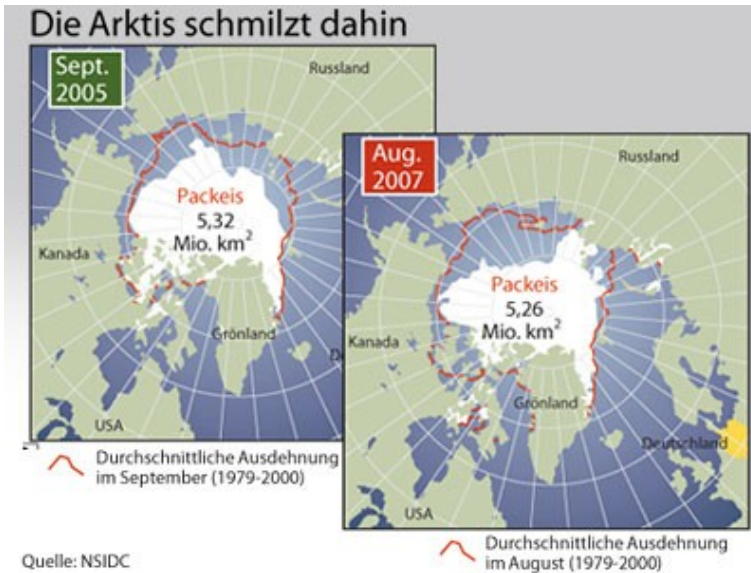 Die Arktis schmilzt dahin
Sept.
2005
Russland
Packeis
5,32
Mio. km²
Kanada
Grönland
USA
Durchschnittliche Ausdehnung
im September (1979-2000)
Aug.
2007
Russland
Packeis
5,26
Mio. km²
Kanada
Grönland
Deutschland
USA
Durchschnittliche Ausdehnung
im August (1979-2000)
Quelle: NSIDC